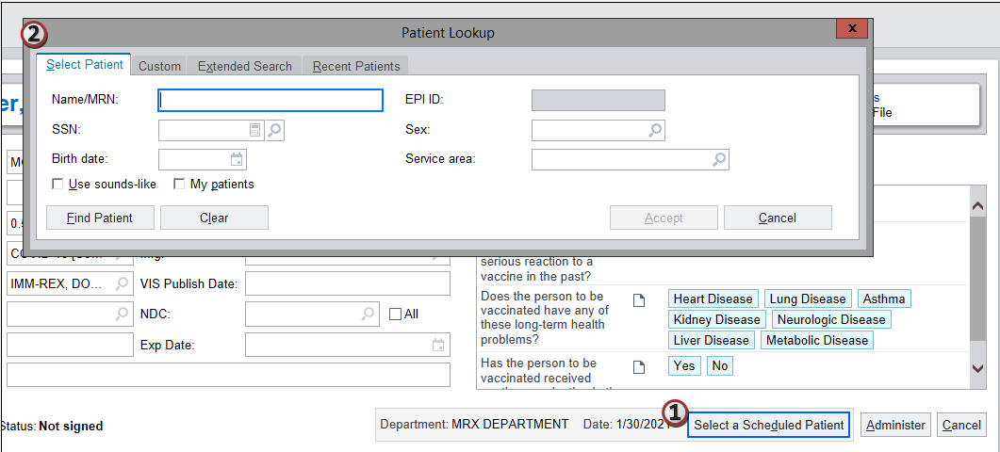 2
Patient Lookup
x
Select Patient Custom Extended Search Recent Patients
Name/MRN: EPI ID:
SSN: Sex:
Birth date: Service area:
Use sounds-like My patients
Find Patient Clear Accept Cancel
er,
s
File
0.5
IMM-REX, DO... VIS Publish Date:
NDC: All
Exp Date:
serious reaction to a
vaccine in the past?
Does the person to be
vaccinated have any of
these long-term health
problems?
Heart Disease Lung Disease Asthma
Kidney Disease Neurologic Disease
Liver Disease Metabolic Disease
Has the person to be
vaccinated received
Yes No
1
Status: Not signed
Department: MRX DEPARTMENT Date: 1/30/2021 Select a Scheduled Patient Administer Cancel